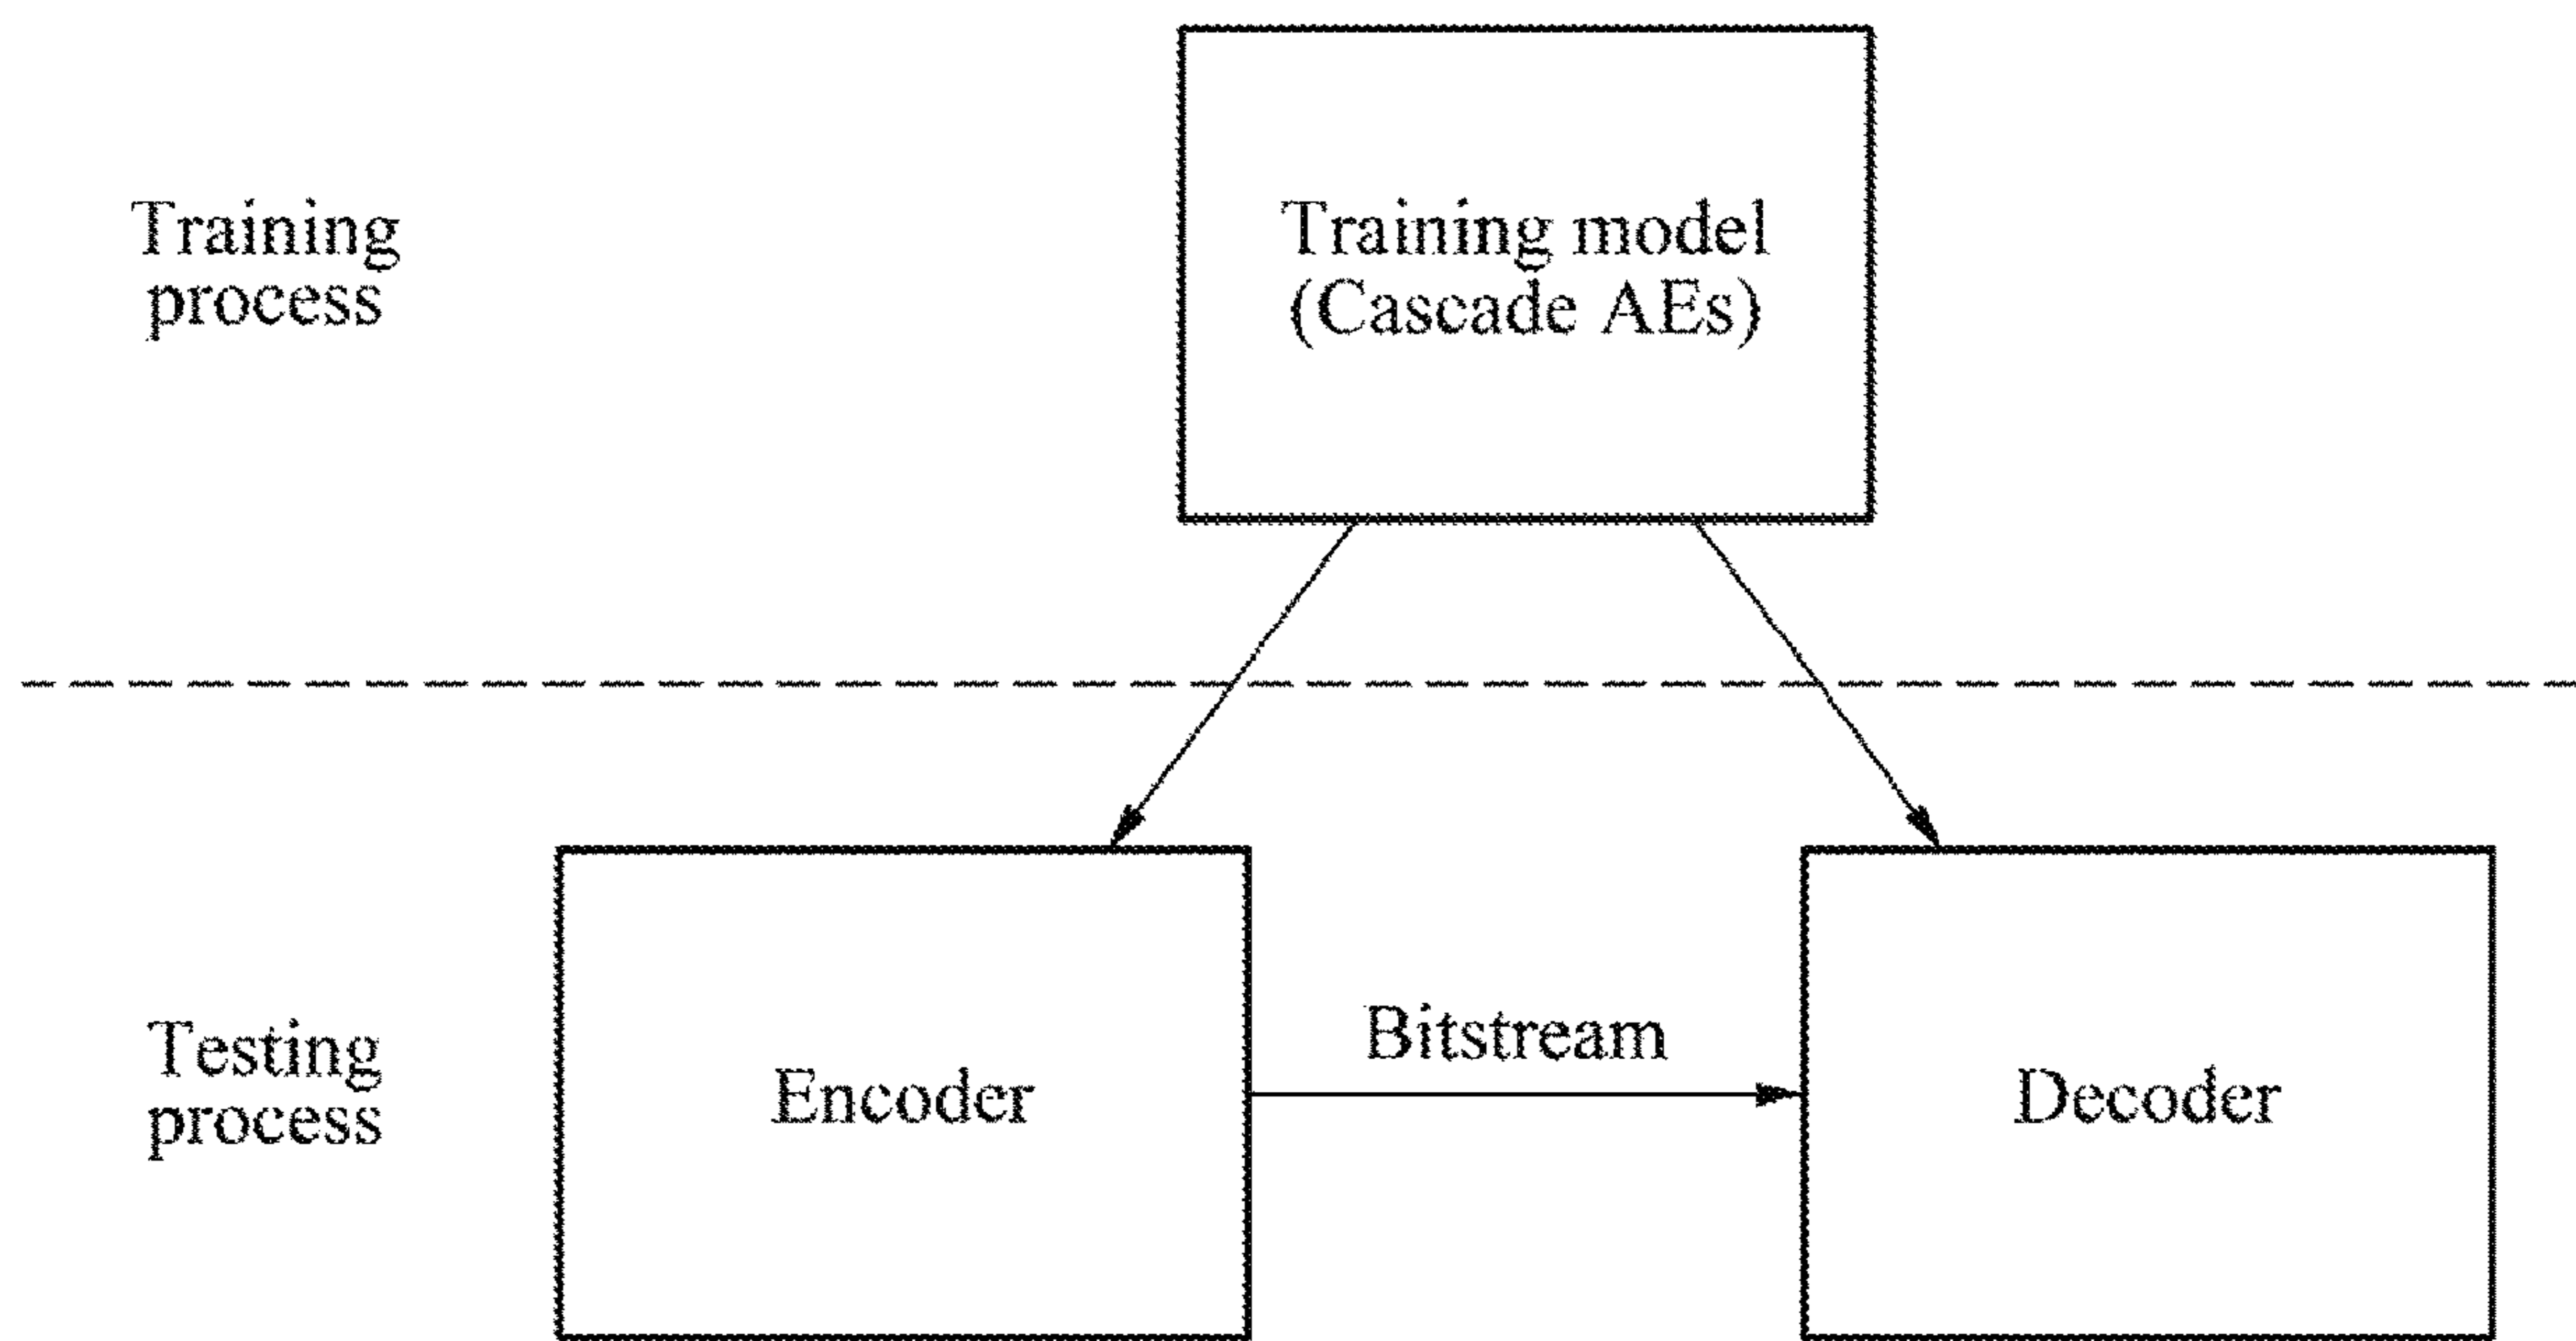 Training
process
Training model
(Cascade AEs)
Testing
process
Encoder
Bitstream
Decoder